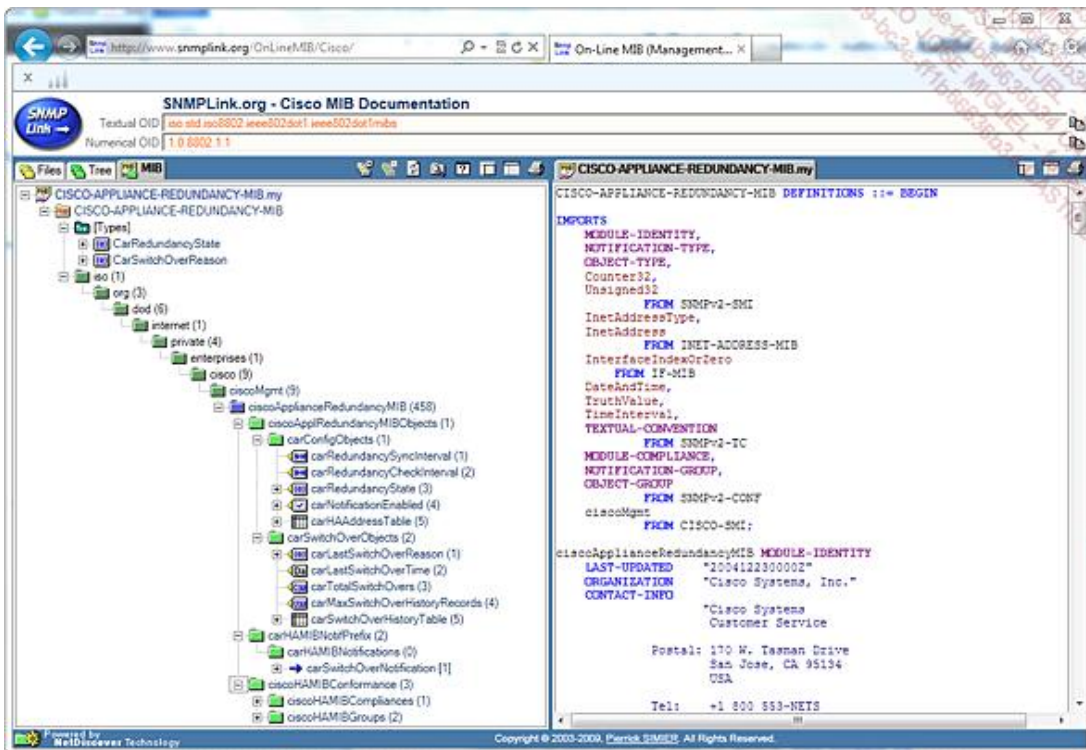 http://www.snmplink.org/OnLineMIB/Cisco/
On-Line MIB (Management...
SNMP
Link
SNMPLink.org - Cisco MIB Documentation
Textual OID iso.std.iso8802.ieee802dot1.ieee802dot1mibs
Numerical OID 1.0.8802.1.1
Files Tree MIB
CISCO-APPLIANCE-REDUNDANCY-MIB.my
CISCO-APPLIANCE-REDUNDANCY-MIB
[Types]
CarRedundancyState
CarSwitchOverReason
iso (1)
org (3)
dod (6)
internet (1)
private (4)
enterprises (1)
cisco (9)
ciscoMgmt (9)
ciscoApplianceRedundancyMIB (458)
ciscoApplRedundancyMIBObjects (1)
carConfigObjects (1)
carRedundancySyncInterval (1)
carRedundancyCheckInterval (2)
carRedundancyState (3)
carNotificationEnabled (4)
carHAAddressTable (5)
carSwitchOverObjects (2)
carLastSwitchOverReason (1)
carLastSwitchOverTime (2)
carTotalSwitchOvers (3)
carMaxSwitchOverHistoryRecords (4)
carSwitchOverHistoryTable (5)
carHAMIBNotifPrefix (2)
carHAMIBNotifications (0)
carSwitchOverNotification [1]
ciscoHAMIBConformance (3)
ciscoHAMIBCompliances (1)
ciscoHAMIBGroups (2)
CISCO-APPLIANCE-REDUNDANCY-MIB.my
CISCO-APPLIANCE-REDUNDANCY-MIB DEFINITIONS ::= BEGIN
IMPORTS
MODULE-IDENTITY,
NOTIFICATION-TYPE,
OBJECT-TYPE,
Counter32,
Unsigned32
FROM SNMPv2-SMI
InetAddressType,
InetAddress
FROM INET-ADDRESS-MIB
InterfaceIndexOrZero
FROM IF-MIB
DateAndTime,
TruthValue,
TimeInterval,
TEXTUAL-CONVENTION
FROM SNMPv2-TC
MODULE-COMPLIANCE,
NOTIFICATION-GROUP,
OBJECT-GROUP
FROM SNMPv2-CONF
ciscoMgmt
FROM CISCO-SMI;
ciscoApplianceRedundancyMIB MODULE-IDENTITY
LAST-UPDATED "200412230000Z"
ORGANIZATION "Cisco Systems, Inc."
CONTACT-INFO
"Cisco Systems
Customer Service
Postal: 170 W. Tasman Drive
San Jose, CA 95134
USA
Tel: +1 800 553-NETS
Powered by
NetDiscover Technology
Copyright © 2003-2009, Pierrick SIMIER. All Rights Reserved.